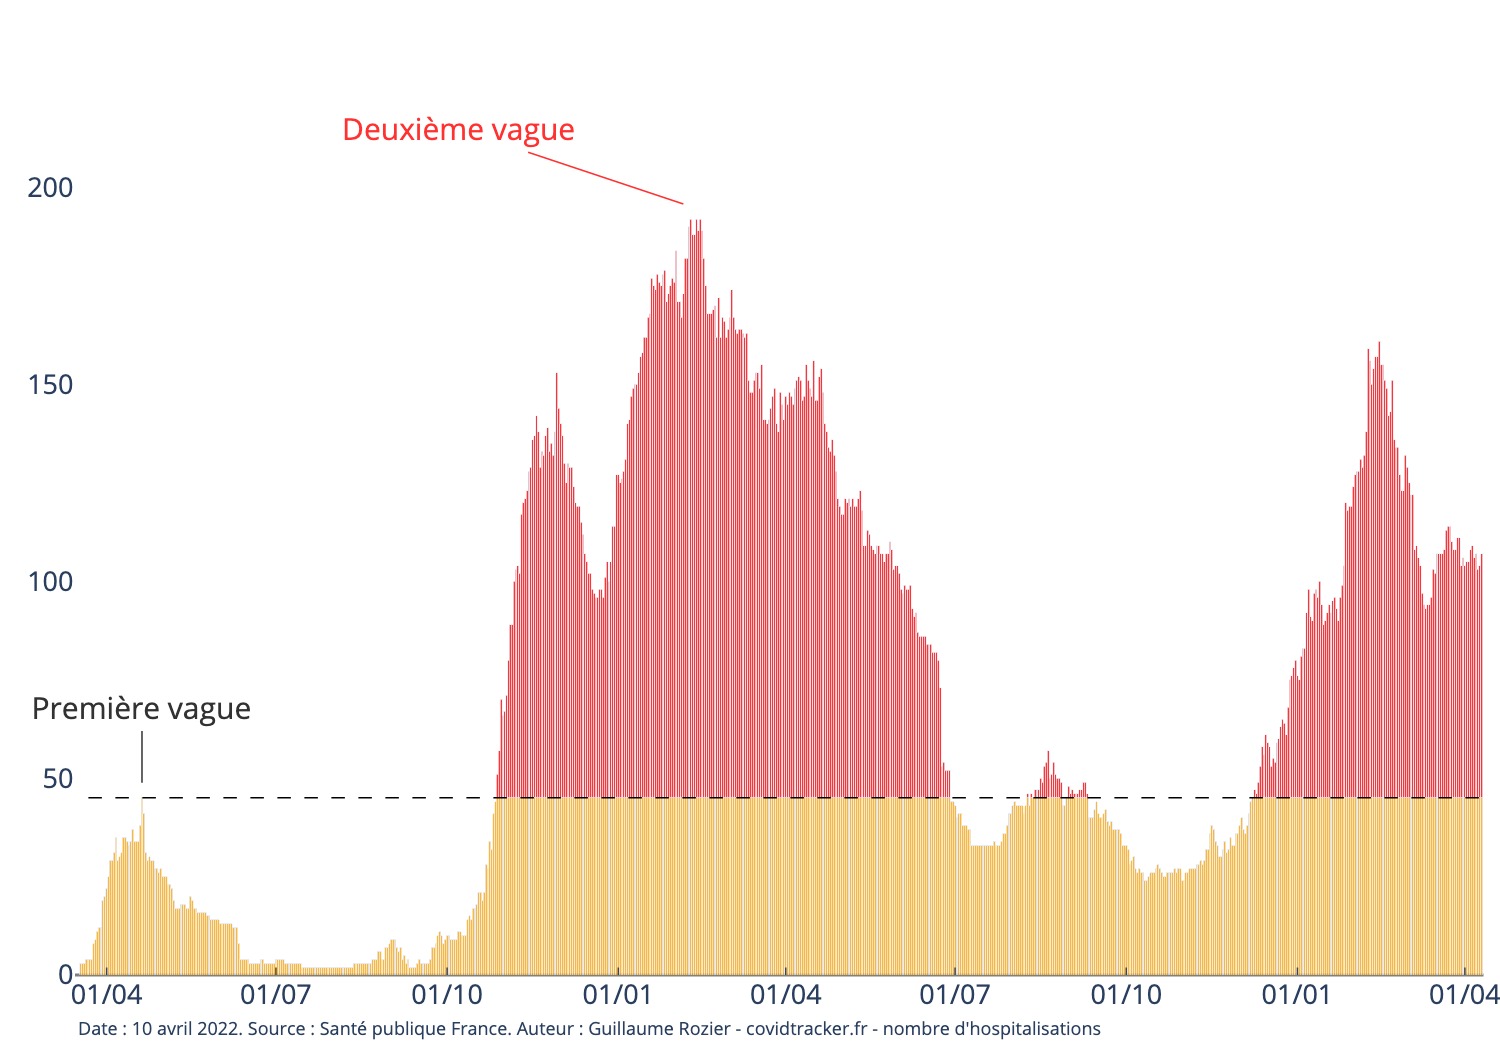 Deuxième vague
200
150
100
Première vague
50
0
01/04 01/07 01/10 01/01 01/04 01/07 01/10 01/01 01/04
Date : 10 avril 2022. Source : Santé publique France. Auteur : Guillaume Rozier - covidtracker.fr - nombre d'hospitalisations